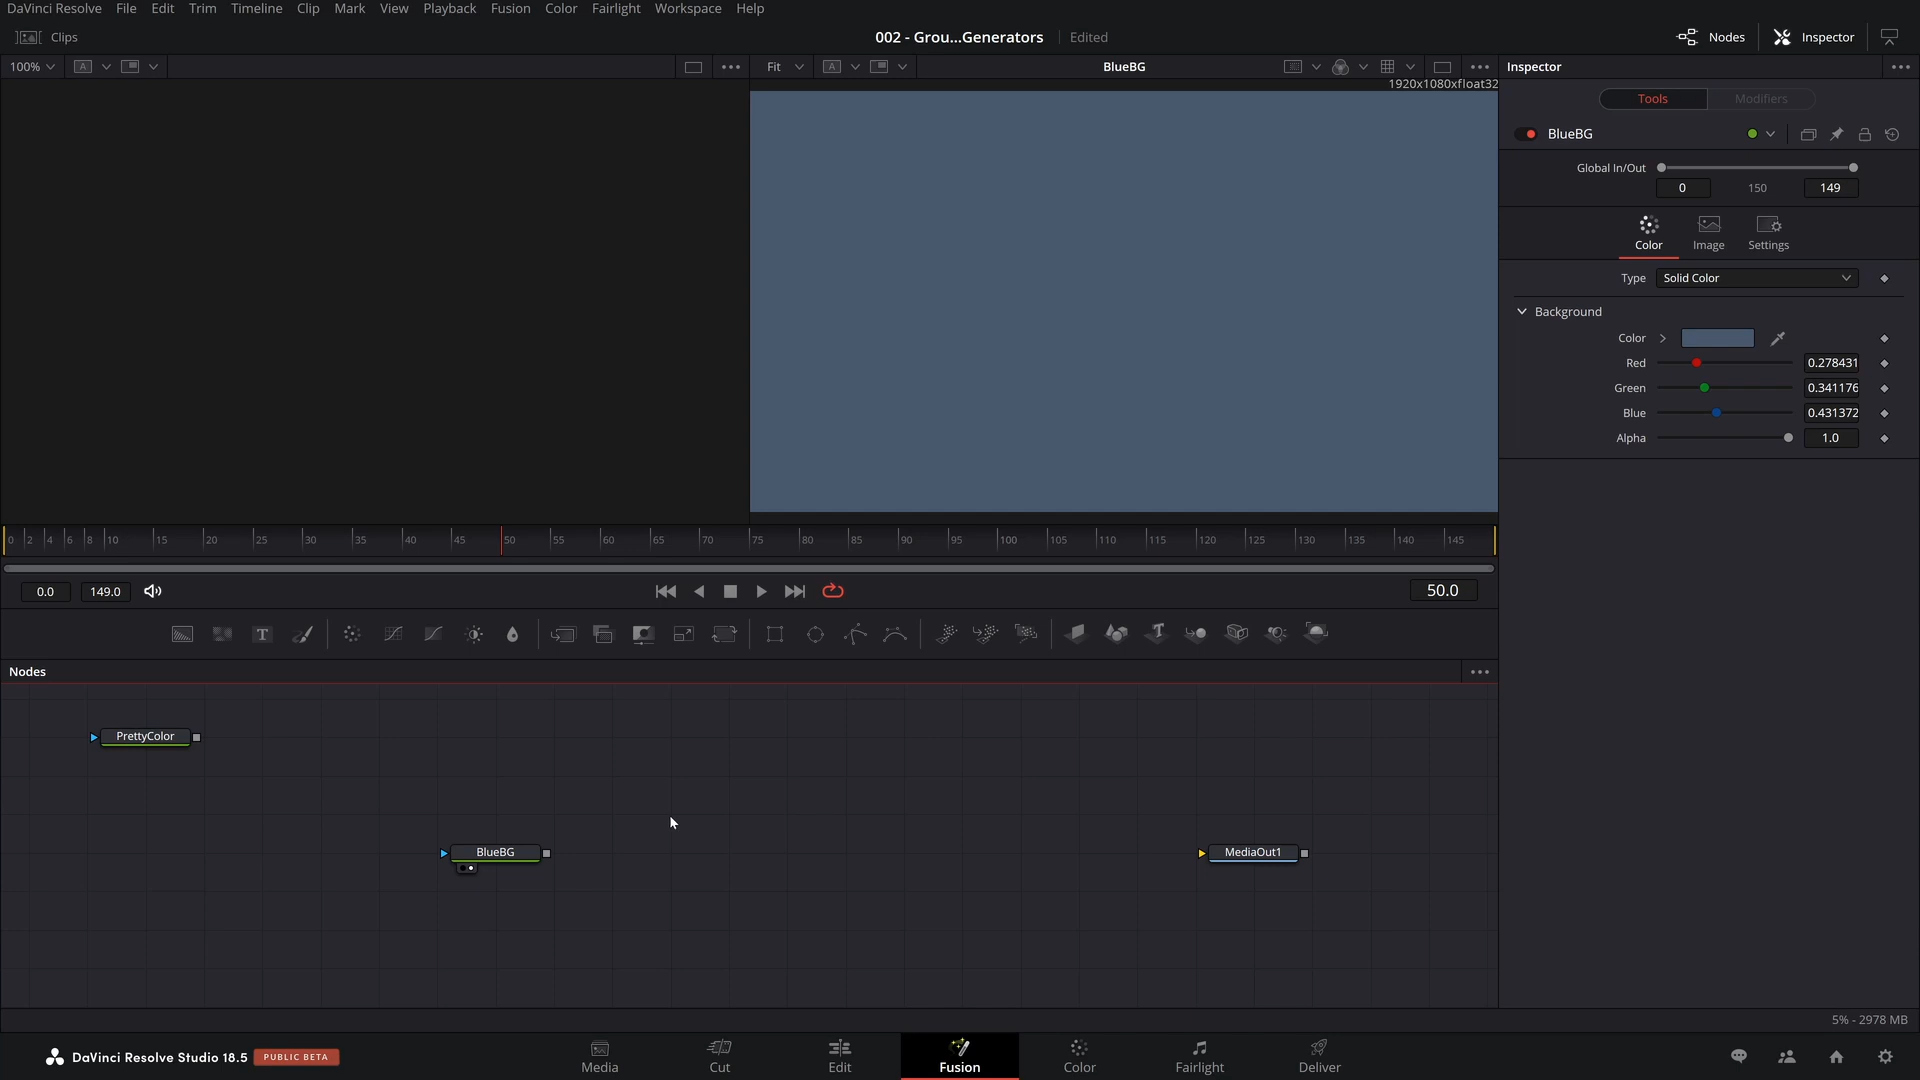 DaVinci Resolve File Edit Trim Timeline Clip Mark View Playback Fusion Color Fairlight Workspace Help
Clips
002 - Grou...Generators Edited
Nodes Inspector
100% A
Fit A BlueBG
Inspector
1920x1080xfloat32
Tools Modifiers
BlueBG
Global In/Out
0 150 149
Color Image Settings
Type Solid Color
Background
Color
Red 0.278431
Green 0.341176
Blue 0.431372
Alpha 1.0
0 2 4 6 8 10 15 20 25 30 35 40 45 50 55 60 65 70 75 80 85 90 95 100 105 110 115 120 125 130 135 140 145
0.0 149.0 50.0
T T
Nodes
PrettyColor
BlueBG
MediaOut1
5% - 2978 MB
DaVinci Resolve Studio 18.5 PUBLIC BETA
Media Cut Edit Fusion Color Fairlight Deliver